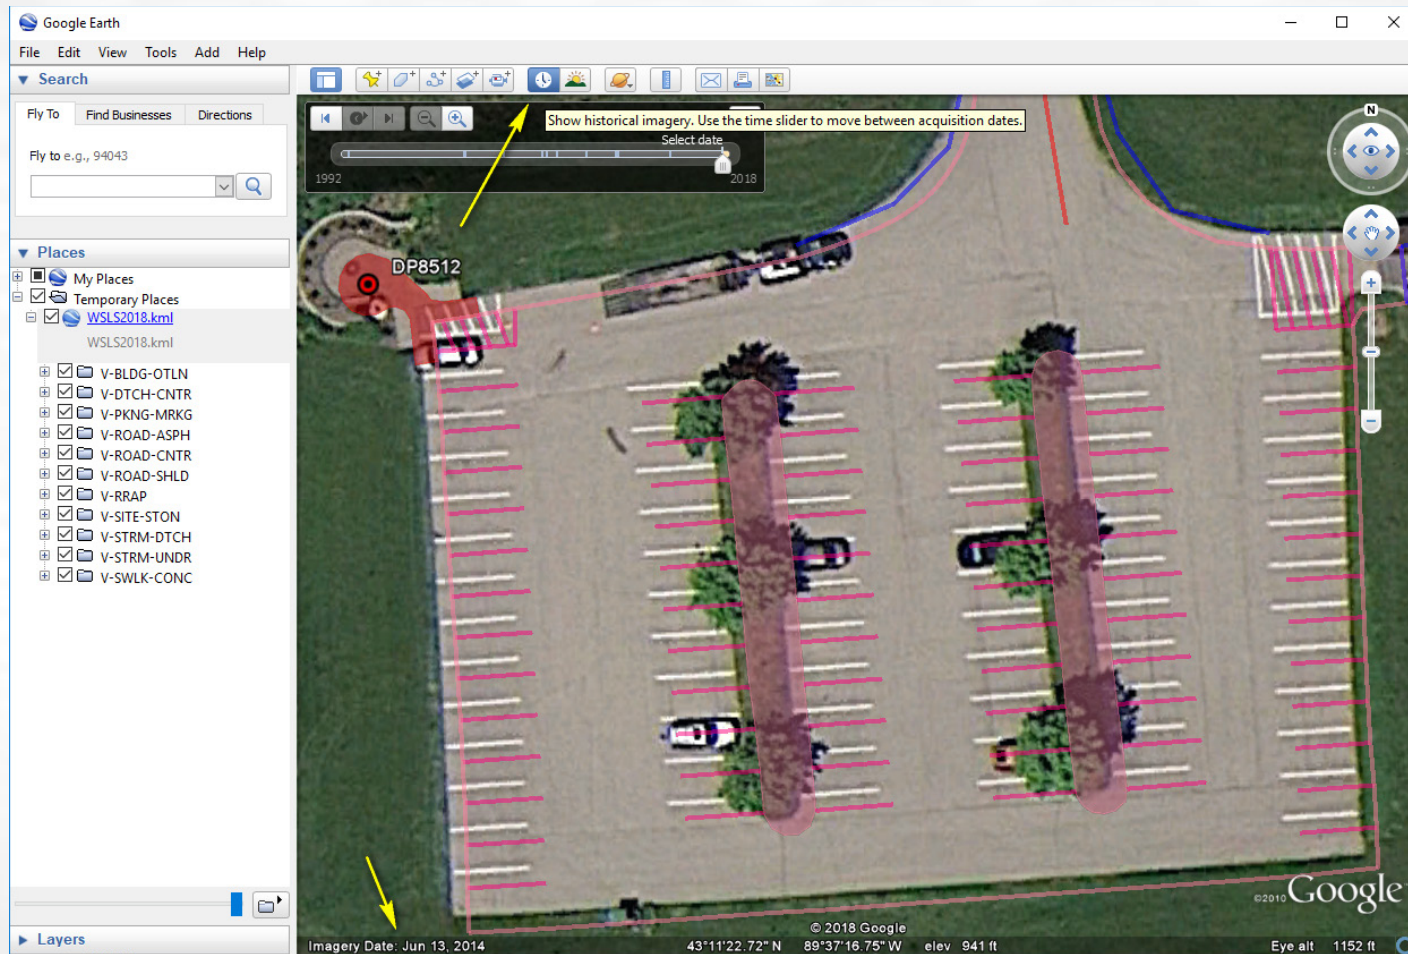 Google Earth
File Edit View Tools Add Help
Search
Fly To Find Businesses Directions
Fly to e.g., 94043
Places
My Places
Temporary Places
WSLS2018.kml
WSLS2018.kml
V-BLDG-OTLN
V-DTCH-CNTR
V-PKNG-MRKG
V-ROAD-ASPH
V-ROAD-CNTR
V-ROAD-SHLD
V-RRAP
V-SITE-STON
V-STRM-DTCH
V-STRM-UNDR
V-SWLK-CONC
Layers
Show historical imagery. Use the time slider to move between acquisition dates.
Select date
1992 2018
N
DP8512
©2010 Google
© 2018 Google
Imagery Date: Jun 13, 2014 43°11'22.72" N 89°37'16.75" W elev 941 ft Eye alt 1152 ft